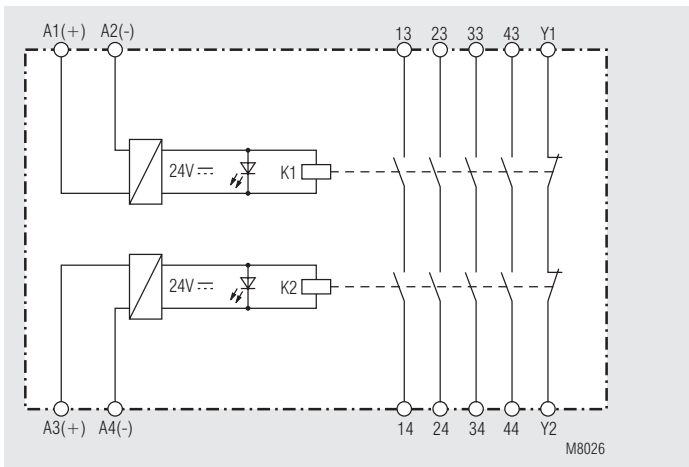 A1(+) A2(-) 13 23 33 43 Y1
24V K1
24V K2
A3(+) A4(-) 14 24 34 44 Y2
M8026